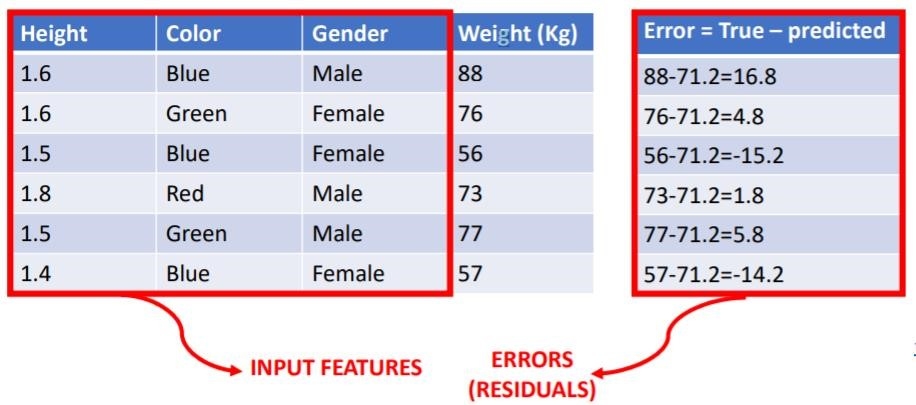 Height Color Gender Weight (Kg) Error = True – predicted
1.6 Blue Male 88 88-71.2=16.8
1.6 Green Female 76 76-71.2=4.8
1.5 Blue Female 56 56-71.2=-15.2
1.8 Red Male 73 73-71.2=1.8
1.5 Green Male 77 77-71.2=5.8
1.4 Blue Female 57 57-71.2=-14.2
INPUT FEATURES
ERRORS
(RESIDUALS)